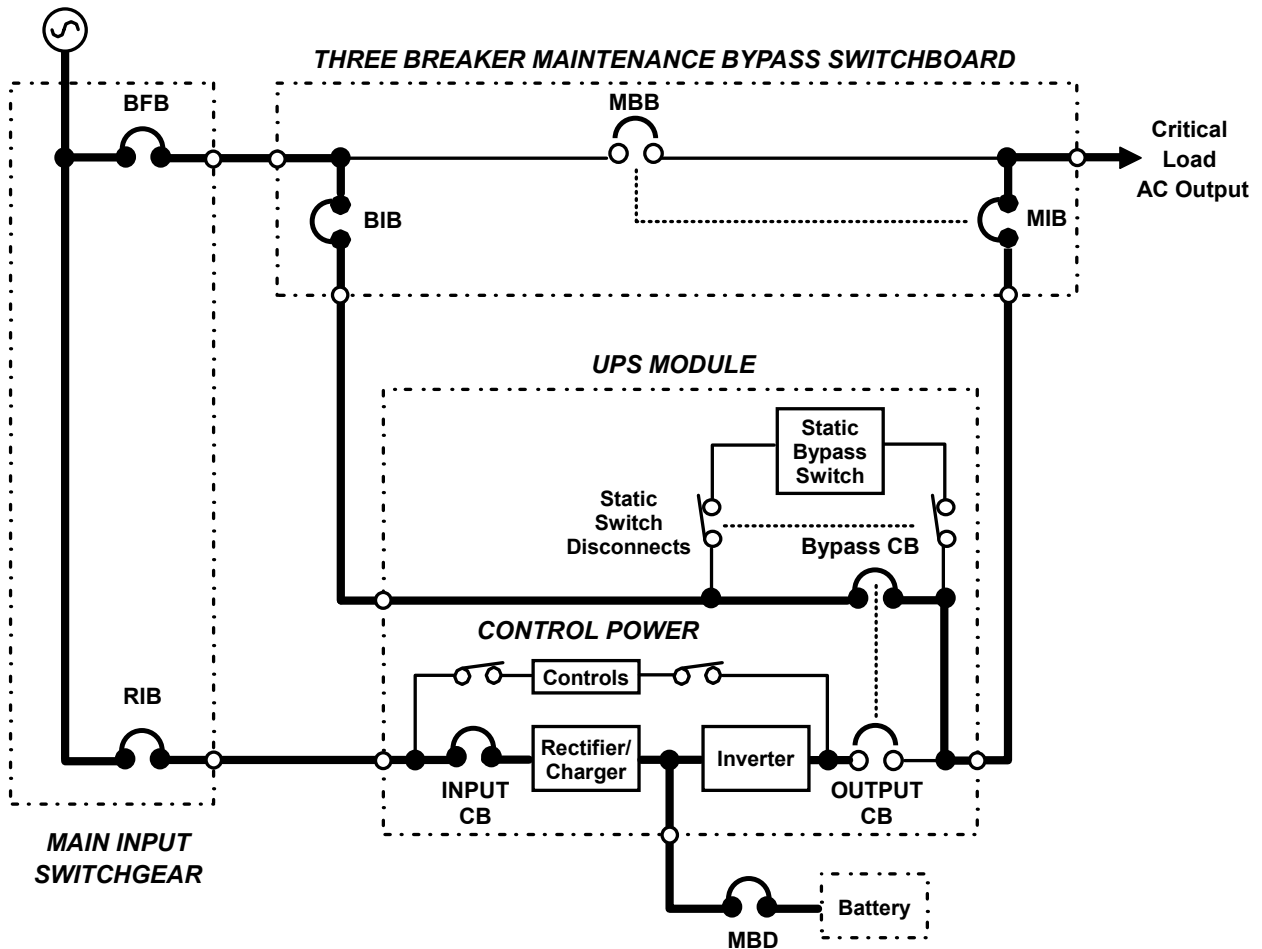 THREE BREAKER MAINTENANCE BYPASS SWITCHBOARD
BFB
MBB
Critical
Load
AC Output
BIB
MIB
UPS MODULE
Static
Bypass
Switch
Static
Switch
Disconnects
Bypass CB
CONTROL POWER
Controls
RIB
Rectifier/
Charger
Inverter
INPUT
CB
OUTPUT
CB
MAIN INPUT
SWITCHGEAR
Battery
MBD